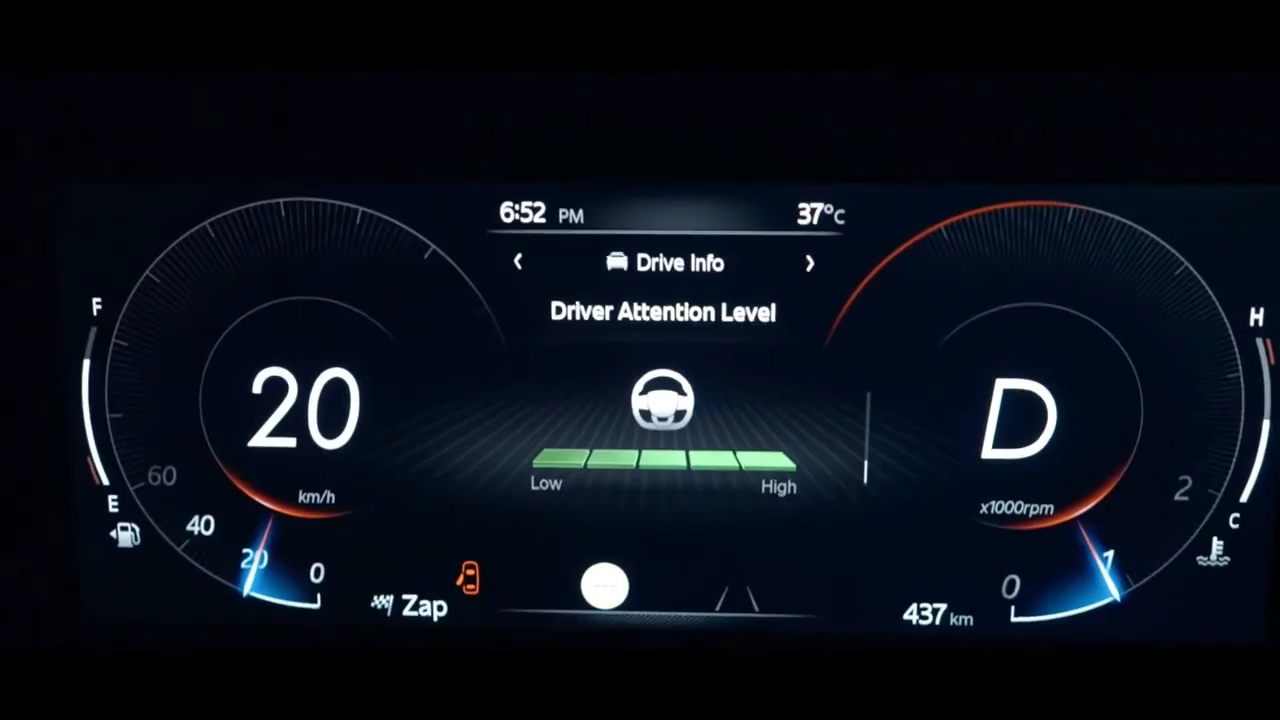 6:52 PM 37°C
‹ Drive Info ›
Driver Attention Level
F
H
20
D
60
km/h
Low High
x1000rpm
2
E
C
40
20
0
1
0
Zap
437 km